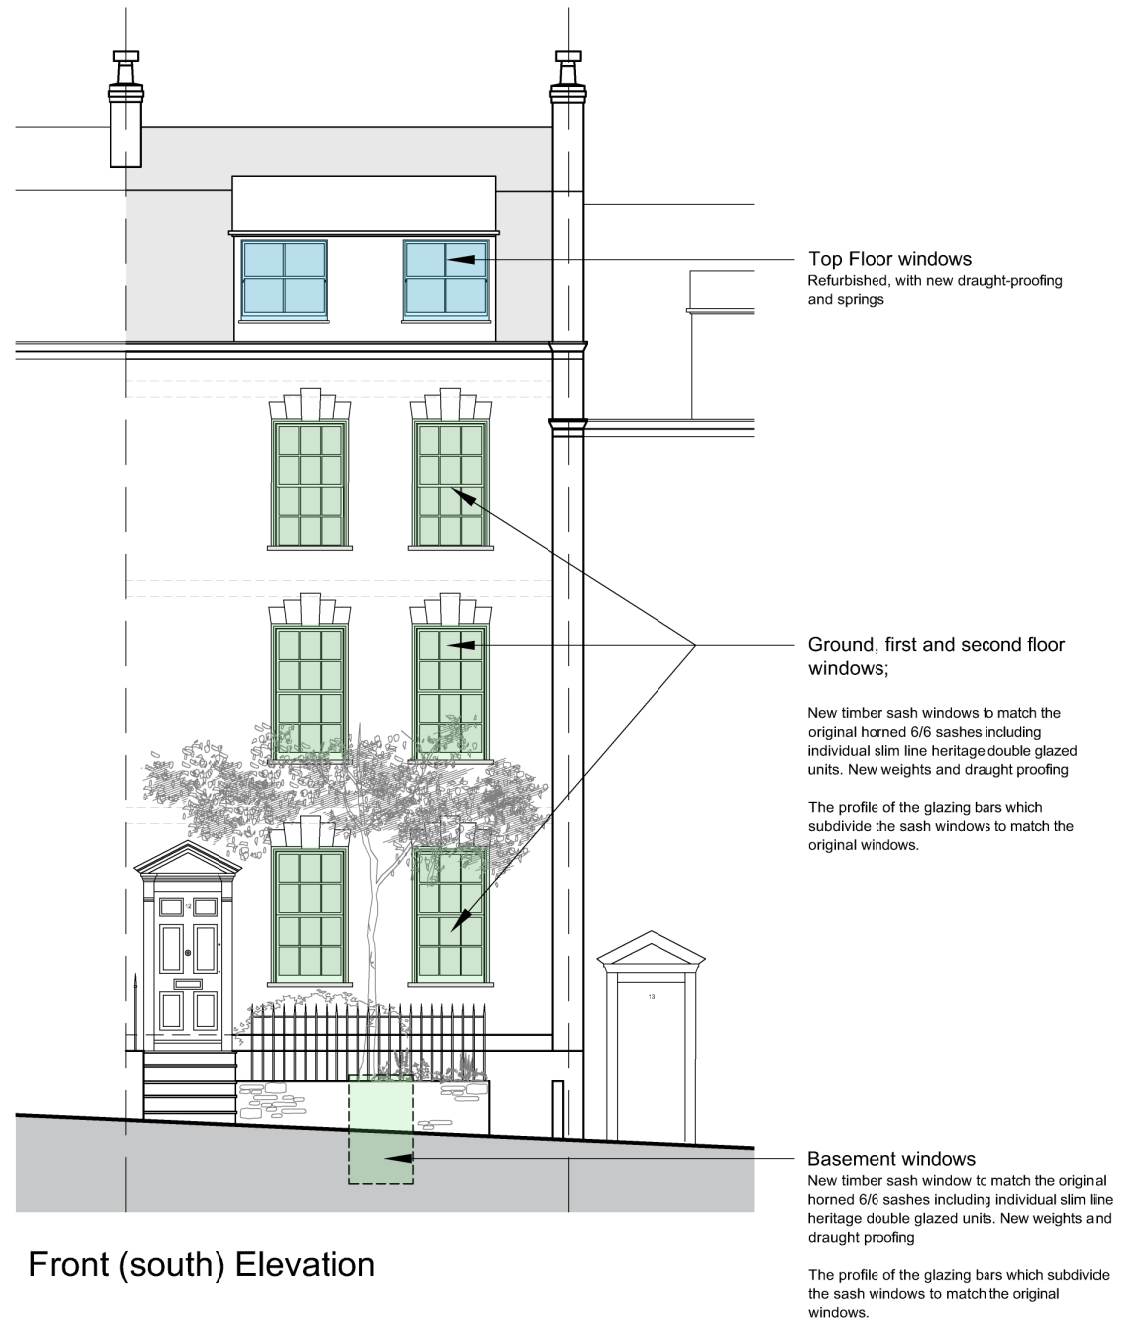 Top Floor windows
Refurbished, with new draught-proofing
and springs
Ground, first and second floor
windows;
New timber sash windows to match the
original horned 6/6 sashes including
individual slim line heritage double glazed
units. New weights and draught proofing
The profile of the glazing bars which
subdivide the sash windows to match the
original windows.
12
13
Basement windows
New timber sash window to match the original
horned 6/6 sashes including individual slim line
heritage double glazed units. New weights and
draught proofing
The profile of the glazing bars which subdivide
the sash windows to match the original
windows.
Front (south) Elevation